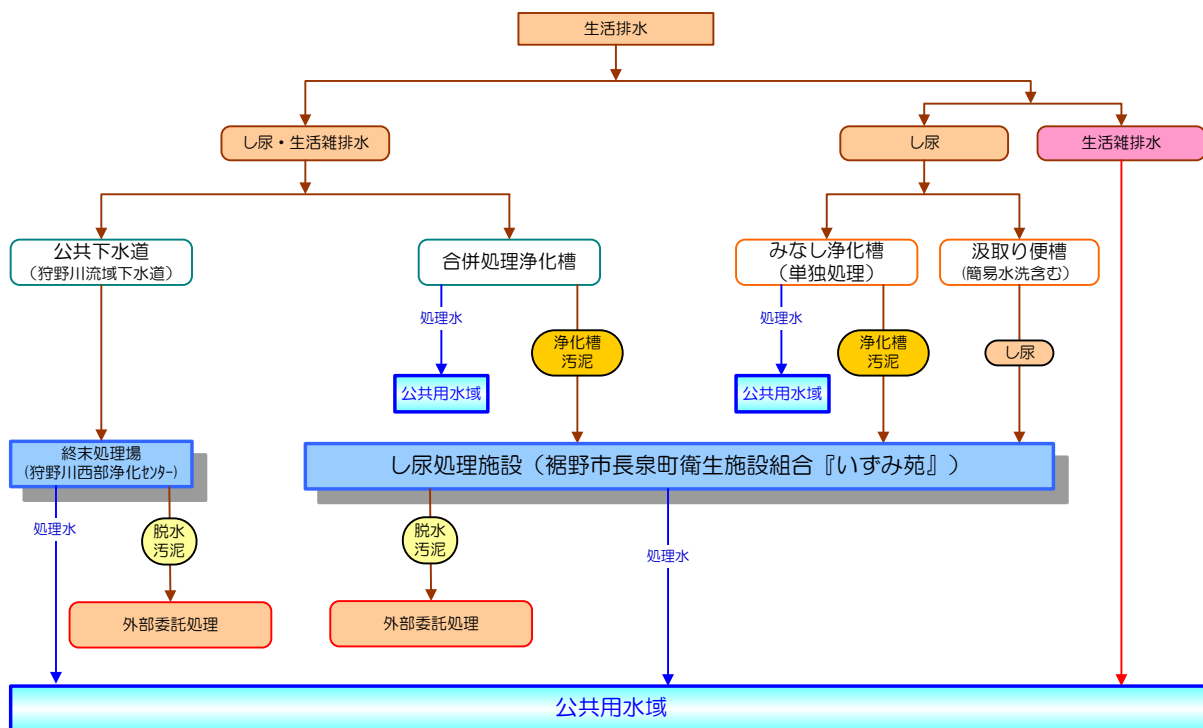 生活排水
し尿・生活雑排水
し尿
生活雑排水
公共下水道
（狩野川流域下水道）
合併処理浄化槽
みなし浄化槽
（単独処理）
汲取り便槽
(簡易水洗含む)
処理水
浄化槽
汚泥
処理水
浄化槽
汚泥
し尿
公共用水域
公共用水域
終末処理場
(狩野川西部浄化ｾﾝﾀｰ)
し尿処理施設（裾野市長泉町衛生施設組合『いずみ苑』）
処理水
脱水
汚泥
脱水
汚泥
処理水
外部委託処理
外部委託処理
公共用水域